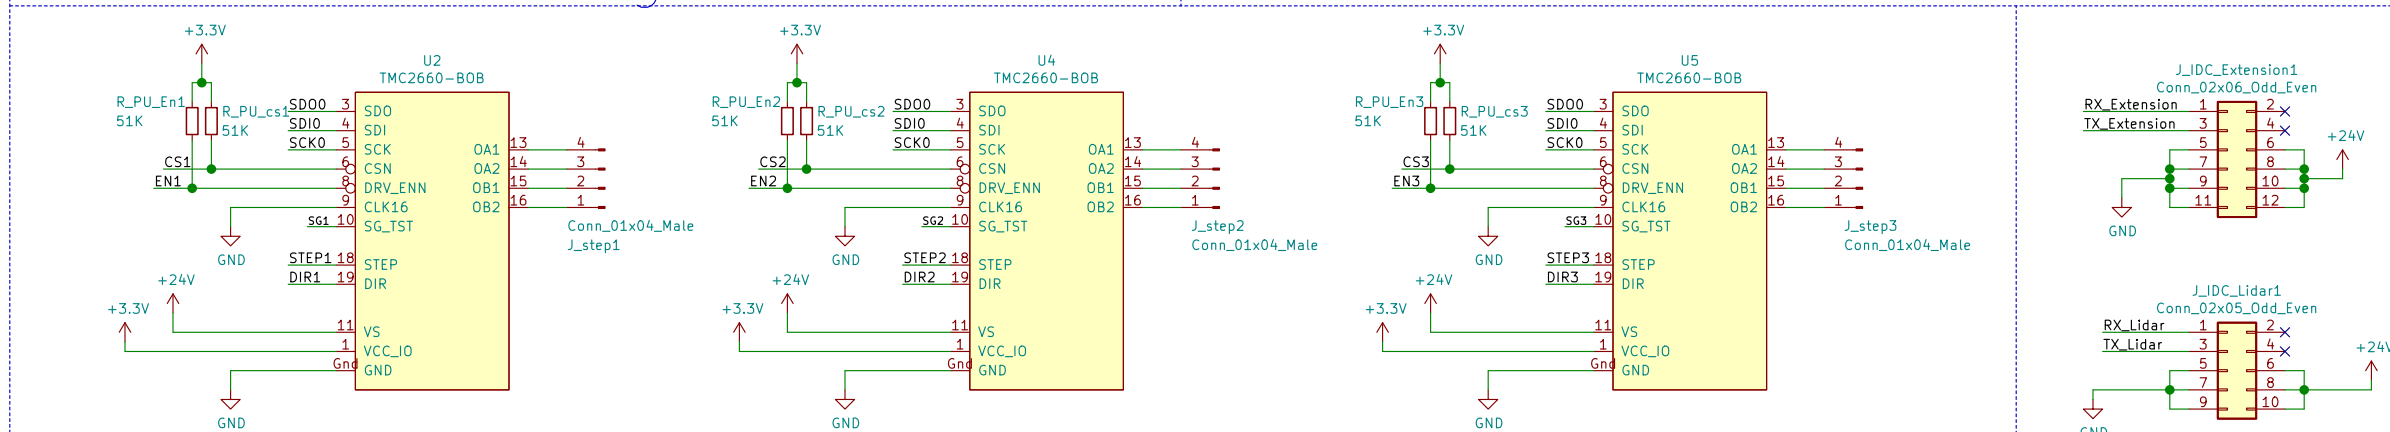 +3.3V
U2
TMC2660-BOB
R_PU_En1
51K
R_PU_cs1
51K
SDO0 3 SDO
SDI0 4 SDI
SCK0 5 SCK
CS1 6 CSN
EN1 8 DRV_ENN
9 CLK16
SG1 10 SG_TST
GND
STEP1 18 STEP
DIR1 19 DIR
+24V
+3.3V
11 VS
1 VCC_IO
Gnd GND
GND
OA1 13 4
OA2 14 3
OB1 15 2
OB2 16 1
Conn_01x04_Male
J_step1
+3.3V
U4
TMC2660-BOB
R_PU_En2
51K
R_PU_cs2
51K
SDO0 3 SDO
SDI0 4 SDI
SCK0 5 SCK
CS2 6 CSN
EN2 8 DRV_ENN
9 CLK16
SG2 10 SG_TST
GND
STEP2 18 STEP
DIR2 19 DIR
+24V
+3.3V
11 VS
1 VCC_IO
Gnd GND
GND
OA1 13 4
OA2 14 3
OB1 15 2
OB2 16 1
J_step2
Conn_01x04_Male
+3.3V
U5
TMC2660-BOB
R_PU_En3
51K
R_PU_cs3
51K
SDO0 3 SDO
SDI0 4 SDI
SCK0 5 SCK
CS3 6 CSN
EN3 8 DRV_ENN
9 CLK16
SG3 10 SG_TST
GND
STEP3 18 STEP
DIR3 19 DIR
+24V
+3.3V
11 VS
1 VCC_IO
Gnd GND
GND
OA1 13 4
OA2 14 3
OB1 15 2
OB2 16 1
J_step3
Conn_01x04_Male
J_IDC_Extension1
Conn_02x06_Odd_Even
RX_Extension 1 2
TX_Extension 3 4
5 6
7 8
9 10
11 12
+24V
GND
J_IDC_Lidar1
Conn_02x05_Odd_Even
RX_Lidar 1 2
TX_Lidar 3 4
5 6
7 8
9 10
+24V
GND